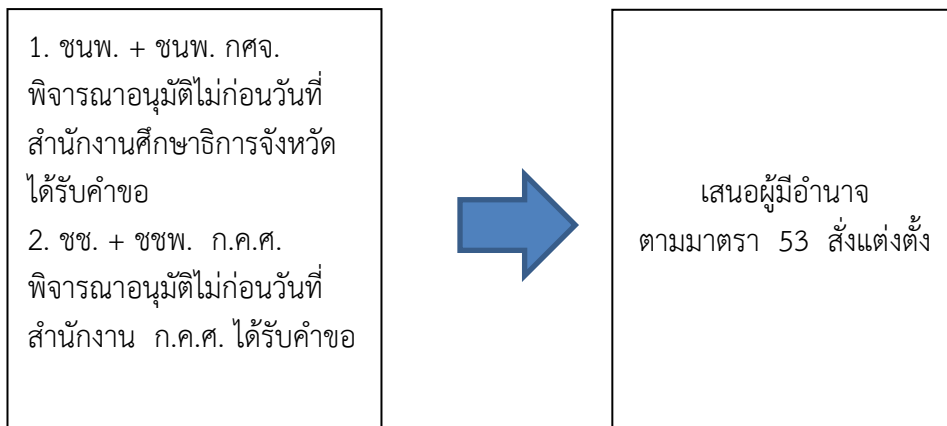 1. ชนพ. + ชนพ. กศจ.
พิจารณาอนุมัติไม่ก่อนวันที่
สำนักงานศึกษาธิการจังหวัด
ได้รับคำขอ
2. ชช. + ชชพ. ก.ค.ศ.
พิจารณาอนุมัติไม่ก่อนวันที่
สำนักงาน ก.ค.ศ. ได้รับคำขอ
เสนอผู้มีอำนาจ
ตามมาตรา 53 สั่งแต่งตั้ง